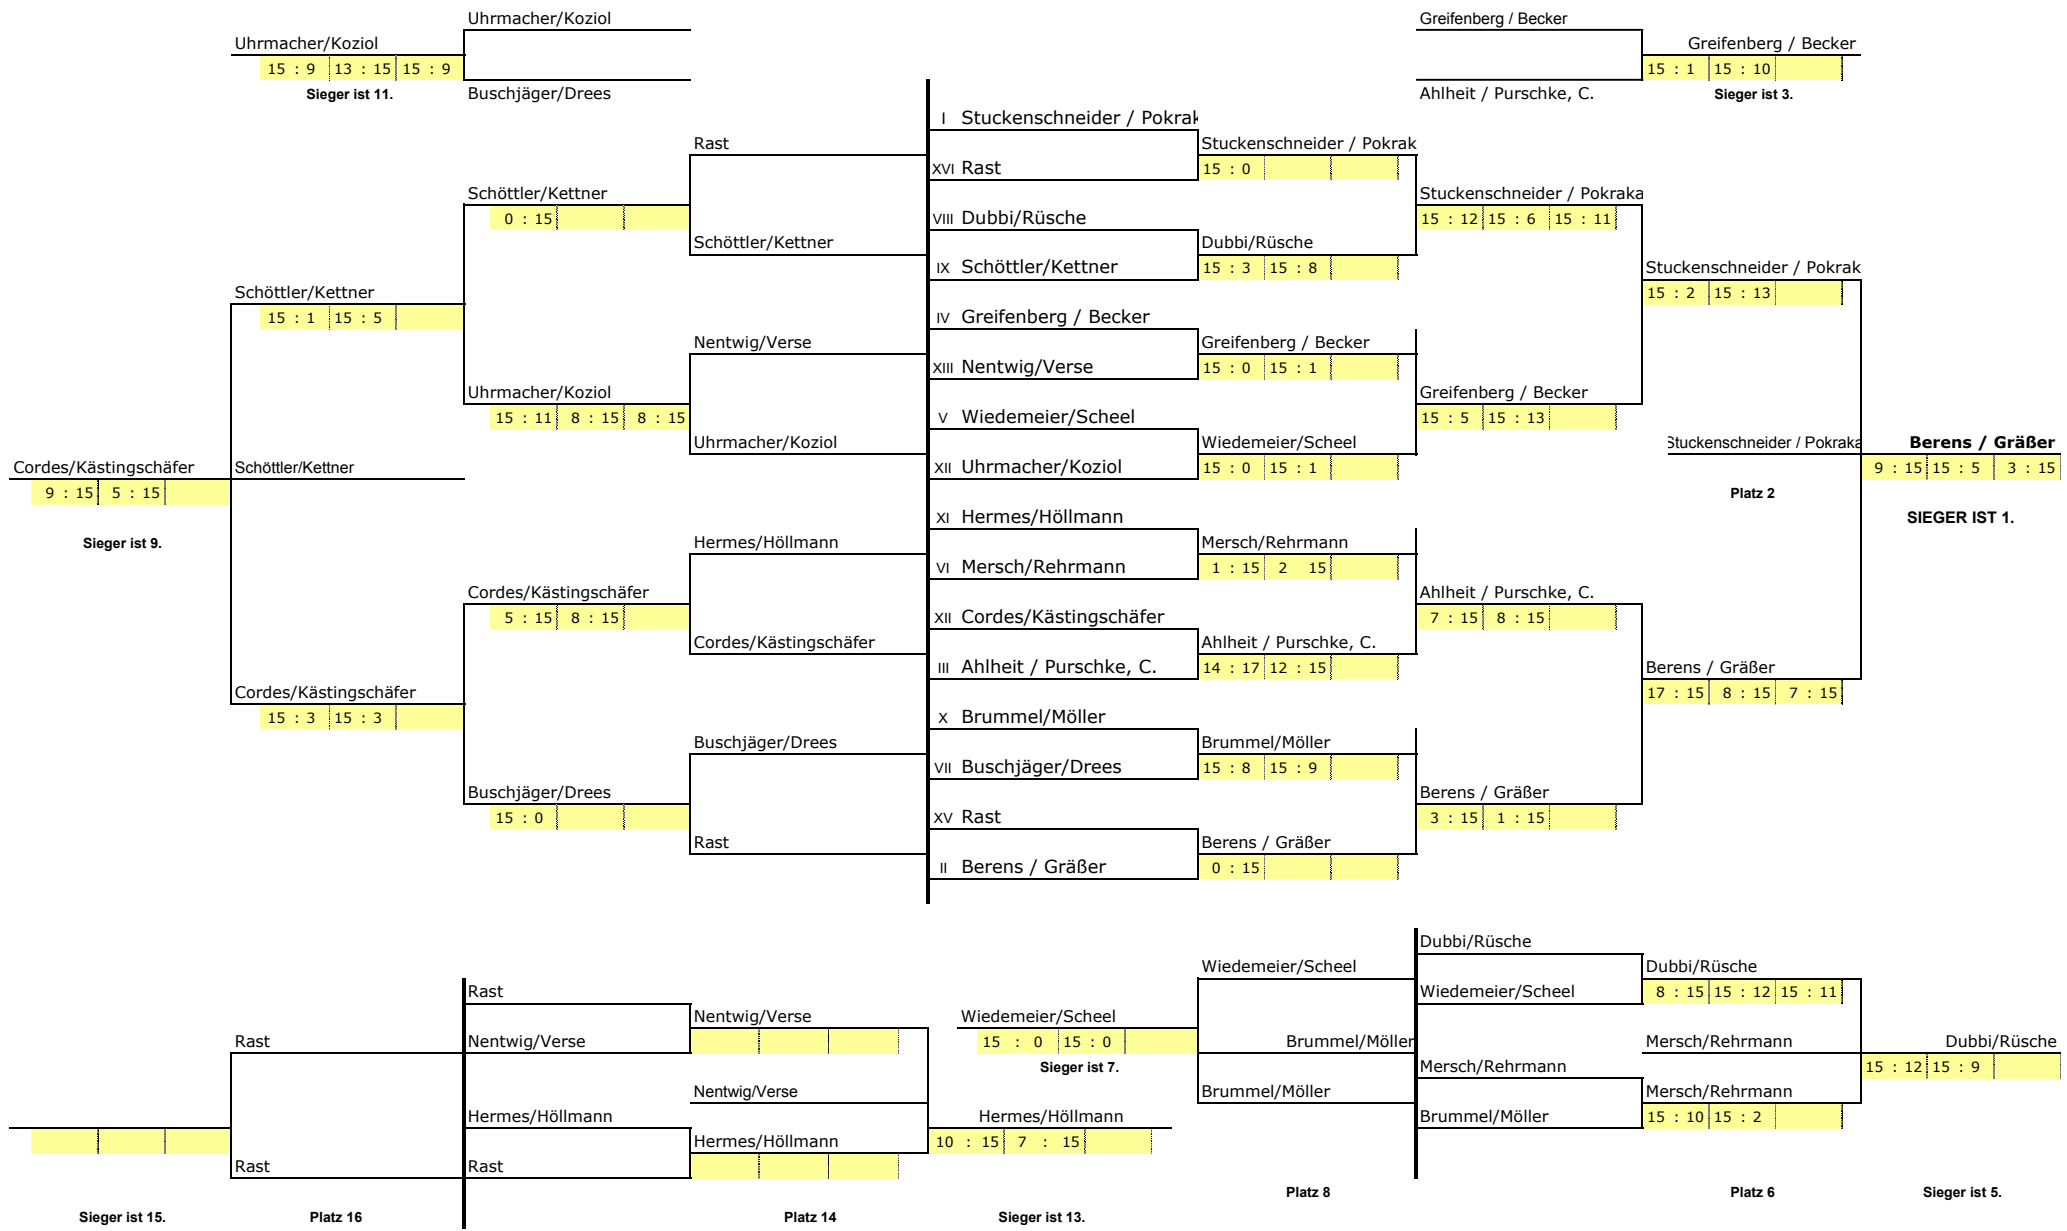 Uhrmacher/Koziol
Greifenberg / Becker
Uhrmacher/Koziol
Greifenberg / Becker
15 : 9 13 : 15 15 : 9
15 : 1 15 : 10
Sieger ist 11.
Buschjäger/Drees
Ahlheit / Purschke, C.
Sieger ist 3.
I Stuckenschneider / Pokrak
Rast
Stuckenschneider / Pokrak
XVI Rast
15 : 0
Schöttler/Kettner
Stuckenschneider / Pokraka
0 : 15
VIII Dubbi/Rüsche
15 : 12 15 : 6 15 : 11
Schöttler/Kettner
Dubbi/Rüsche
IX Schöttler/Kettner
15 : 3 15 : 8
Stuckenschneider / Pokrak
Schöttler/Kettner
15 : 2 15 : 13
15 : 1 15 : 5
IV Greifenberg / Becker
Nentwig/Verse
Greifenberg / Becker
XIII Nentwig/Verse
15 : 0 15 : 1
Uhrmacher/Koziol
Greifenberg / Becker
15 : 11 8 : 15 8 : 15
V Wiedemeier/Scheel
15 : 5 15 : 13
Uhrmacher/Koziol
Wiedemeier/Scheel
Stuckenschneider / Pokraka
Berens / Gräßer
Cordes/Kästingschäfer
Schöttler/Kettner
XII Uhrmacher/Koziol
15 : 0 15 : 1
9 : 15 15 : 5 3 : 15
9 : 15 5 : 15
Platz 2
XI Hermes/Höllmann
SIEGER IST 1.
Sieger ist 9.
Hermes/Höllmann
Mersch/Rehrmann
VI Mersch/Rehrmann
1 : 15 2 15
Cordes/Kästingschäfer
Ahlheit / Purschke, C.
5 : 15 8 : 15
XII Cordes/Kästingschäfer
7 : 15 8 : 15
Cordes/Kästingschäfer
Ahlheit / Purschke, C.
III Ahlheit / Purschke, C.
14 : 17 12 : 15
Berens / Gräßer
Cordes/Kästingschäfer
17 : 15 8 : 15 7 : 15
15 : 3 15 : 3
X Brummel/Möller
Buschjäger/Drees
Brummel/Möller
VII Buschjäger/Drees
15 : 8 15 : 9
Buschjäger/Drees
Berens / Gräßer
15 : 0
XV Rast
3 : 15 1 : 15
Rast
Berens / Gräßer
II Berens / Gräßer
0 : 15
Dubbi/Rüsche
Wiedemeier/Scheel
Dubbi/Rüsche
Rast
Wiedemeier/Scheel
8 : 15 15 : 12 15 : 11
Nentwig/Verse
Wiedemeier/Scheel
Rast
Nentwig/Verse
15 : 0 15 : 0
Brummel/Möller
Mersch/Rehrmann
Dubbi/Rüsche
Sieger ist 7.
Mersch/Rehrmann
15 : 12 15 : 9
Nentwig/Verse
Brummel/Möller
Mersch/Rehrmann
Hermes/Höllmann
Hermes/Höllmann
Brummel/Möller
15 : 10 15 : 2
Hermes/Höllmann
10 : 15 7 : 15
Rast
Rast
Platz 8
Platz 6
Sieger ist 5.
Sieger ist 15.
Platz 16
Platz 14
Sieger ist 13.